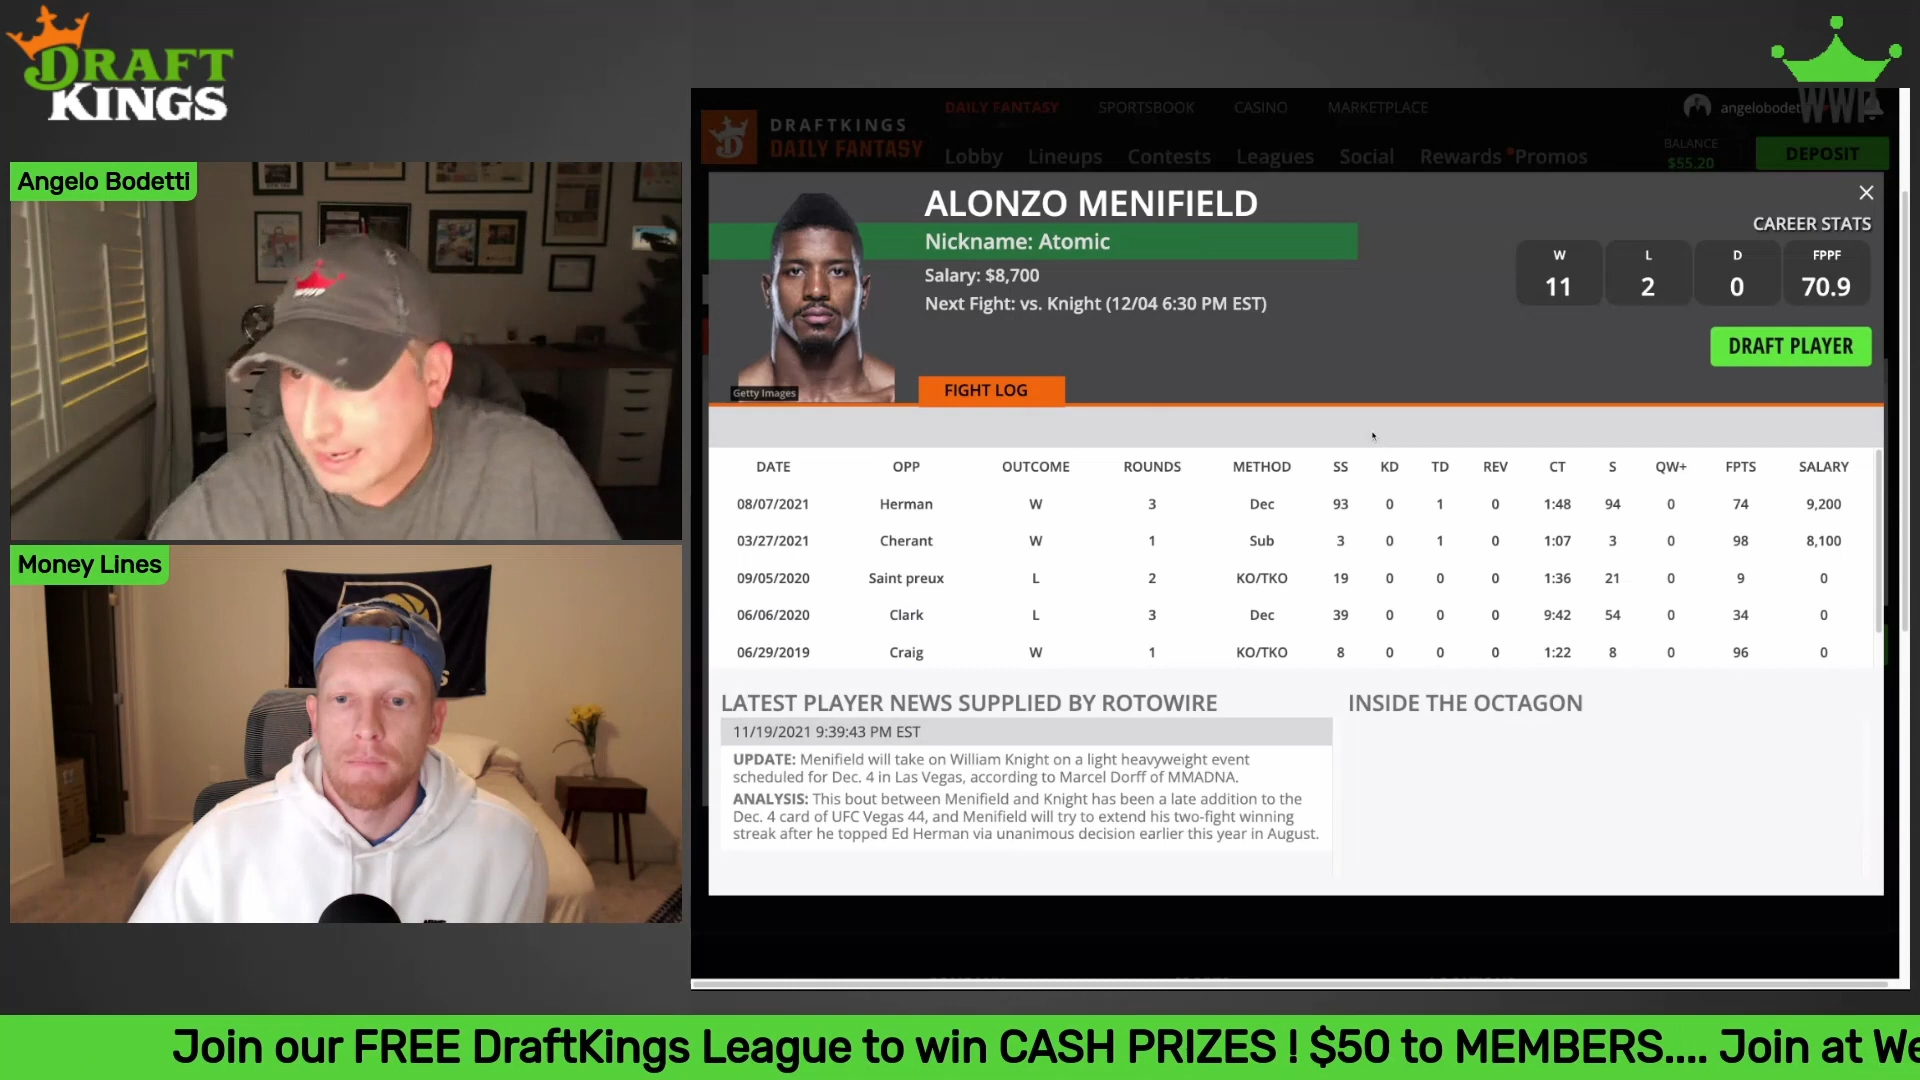 DRAFT
KINGS
WWP
Angelo Bodetti
Money Lines
DRAFTKINGS
DAILY FANTASY
DAILY FANTASY SPORTSBOOK CASINO MARKETPLACE
Lobby Lineups Contests Leagues Social Rewards Promos
BALANCE
$55.20
DEPOSIT
ALONZO MENIFIELD
Nickname: Atomic
Salary: $8,700
Next Fight: vs. Knight (12/04 6:30 PM EST)
CAREER STATS
W L D FPPF
11 2 0 70.9
DRAFT PLAYER
Getty Images
FIGHT LOG
DATE OPP OUTCOME ROUNDS METHOD SS KD TD REV CT S QW+ FPTS SALARY
08/07/2021 Herman W 3 Dec 93 0 1 0 1:48 94 0 74 9,200
03/27/2021 Cherant W 1 Sub 3 0 1 0 1:07 3 0 98 8,100
09/05/2020 Saint preux L 2 KO/TKO 19 0 0 0 1:36 21 0 9 0
06/06/2020 Clark L 3 Dec 39 0 0 0 9:42 54 0 34 0
06/29/2019 Craig W 1 KO/TKO 8 0 0 0 1:22 8 0 96 0
LATEST PLAYER NEWS SUPPLIED BY ROTOWIRE
11/19/2021 9:39:43 PM EST
UPDATE: Menifield will take on William Knight on a light heavyweight event
scheduled for Dec. 4 in Las Vegas, according to Marcel Dorff of MMADNA.
ANALYSIS: This bout between Menifield and Knight has been a late addition to the
Dec. 4 card of UFC Vegas 44, and Menifield will try to extend his two-fight winning
streak after he topped Ed Herman via unanimous decision earlier this year in August.
INSIDE THE OCTAGON
Join our FREE DraftKings League to win CASH PRIZES ! $50 to MEMBERS.... Join at We